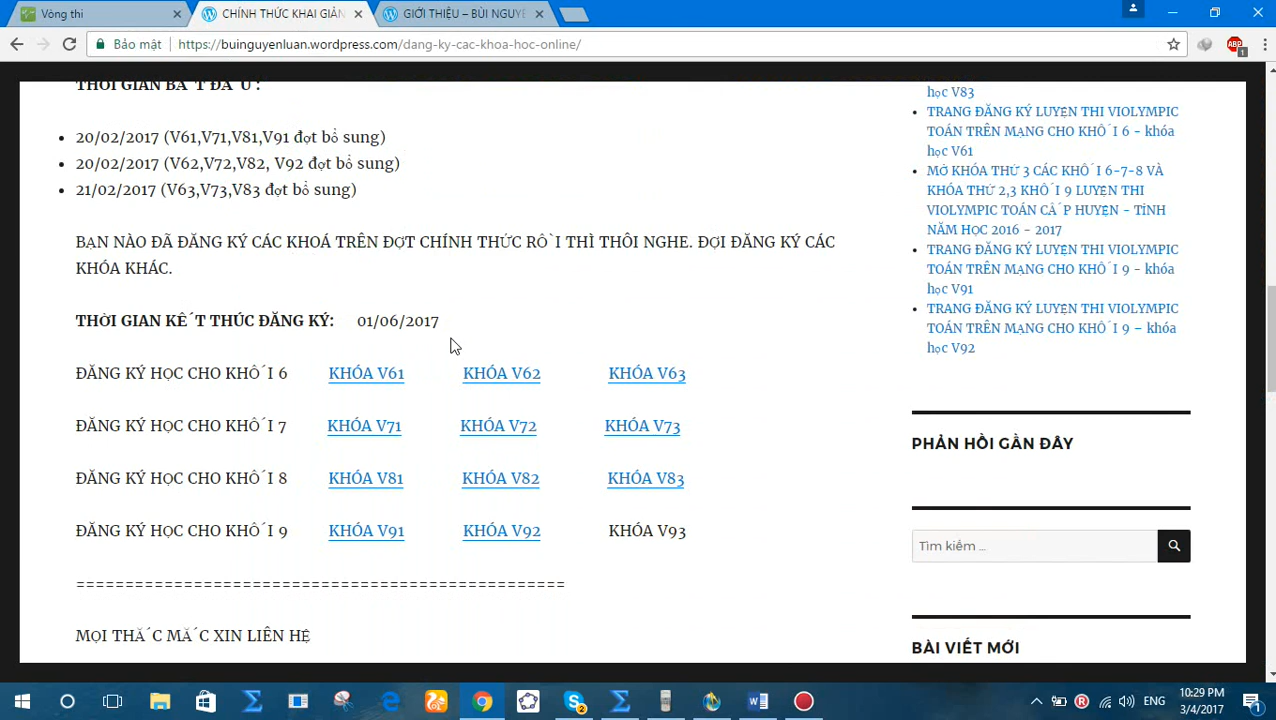 Vòng thi
CHÍNH THỨC KHAI GIẢN
GIỚI THIỆU – BÙI NGUYÊ
Bảo mật
https://buinguyenluan.wordpress.com/dang-ky-cac-khoa-hoc-online/
THỜI GIAN BẮT ĐẦU :
20/02/2017 (V61,V71,V81,V91 đợt bổ sung)
20/02/2017 (V62,V72,V82, V92 đợt bổ sung)
21/02/2017 (V63,V73,V83 đợt bổ sung)
BẠN NÀO ĐÃ ĐĂNG KÝ CÁC KHOÁ TRÊN ĐỢT CHÍNH THỨC RỒI THÌ THÔI NGHE. ĐỢI ĐĂNG KÝ CÁC
KHÓA KHÁC.
THỜI GIAN KẾT THÚC ĐĂNG KÝ: 01/06/2017
ĐĂNG KÝ HỌC CHO KHỐI 6 KHÓA V61 KHÓA V62 KHÓA V63
ĐĂNG KÝ HỌC CHO KHỐI 7 KHÓA V71 KHÓA V72 KHÓA V73
ĐĂNG KÝ HỌC CHO KHỐI 8 KHÓA V81 KHÓA V82 KHÓA V83
ĐĂNG KÝ HỌC CHO KHỐI 9 KHÓA V91 KHÓA V92 KHÓA V93
==================================================
MỌI THẮC MẮC XIN LIÊN HỆ
học V83
TRANG ĐĂNG KÝ LUYỆN THI VIOLYMPIC
TOÁN TRÊN MẠNG CHO KHỐI 6 - khóa
học V61
MỞ KHÓA THỨ 3 CÁC KHỐI 6-7-8 VÀ
KHÓA THỨ 2,3 KHỐI 9 LUYỆN THI
VIOLYMPIC TOÁN CẤP HUYỆN - TỈNH
NĂM HỌC 2016 - 2017
TRANG ĐĂNG KÝ LUYỆN THI VIOLYMPIC
TOÁN TRÊN MẠNG CHO KHỐI 9 - khóa
học V91
TRANG ĐĂNG KÝ LUYỆN THI VIOLYMPIC
TOÁN TRÊN MẠNG CHO KHỐI 9 – khóa
học V92
PHẢN HỒI GẦN ĐÂY
Tìm kiếm ...
BÀI VIẾT MỚI
ABP
1
2
ENG
10:29 PM
3/4/2017
1